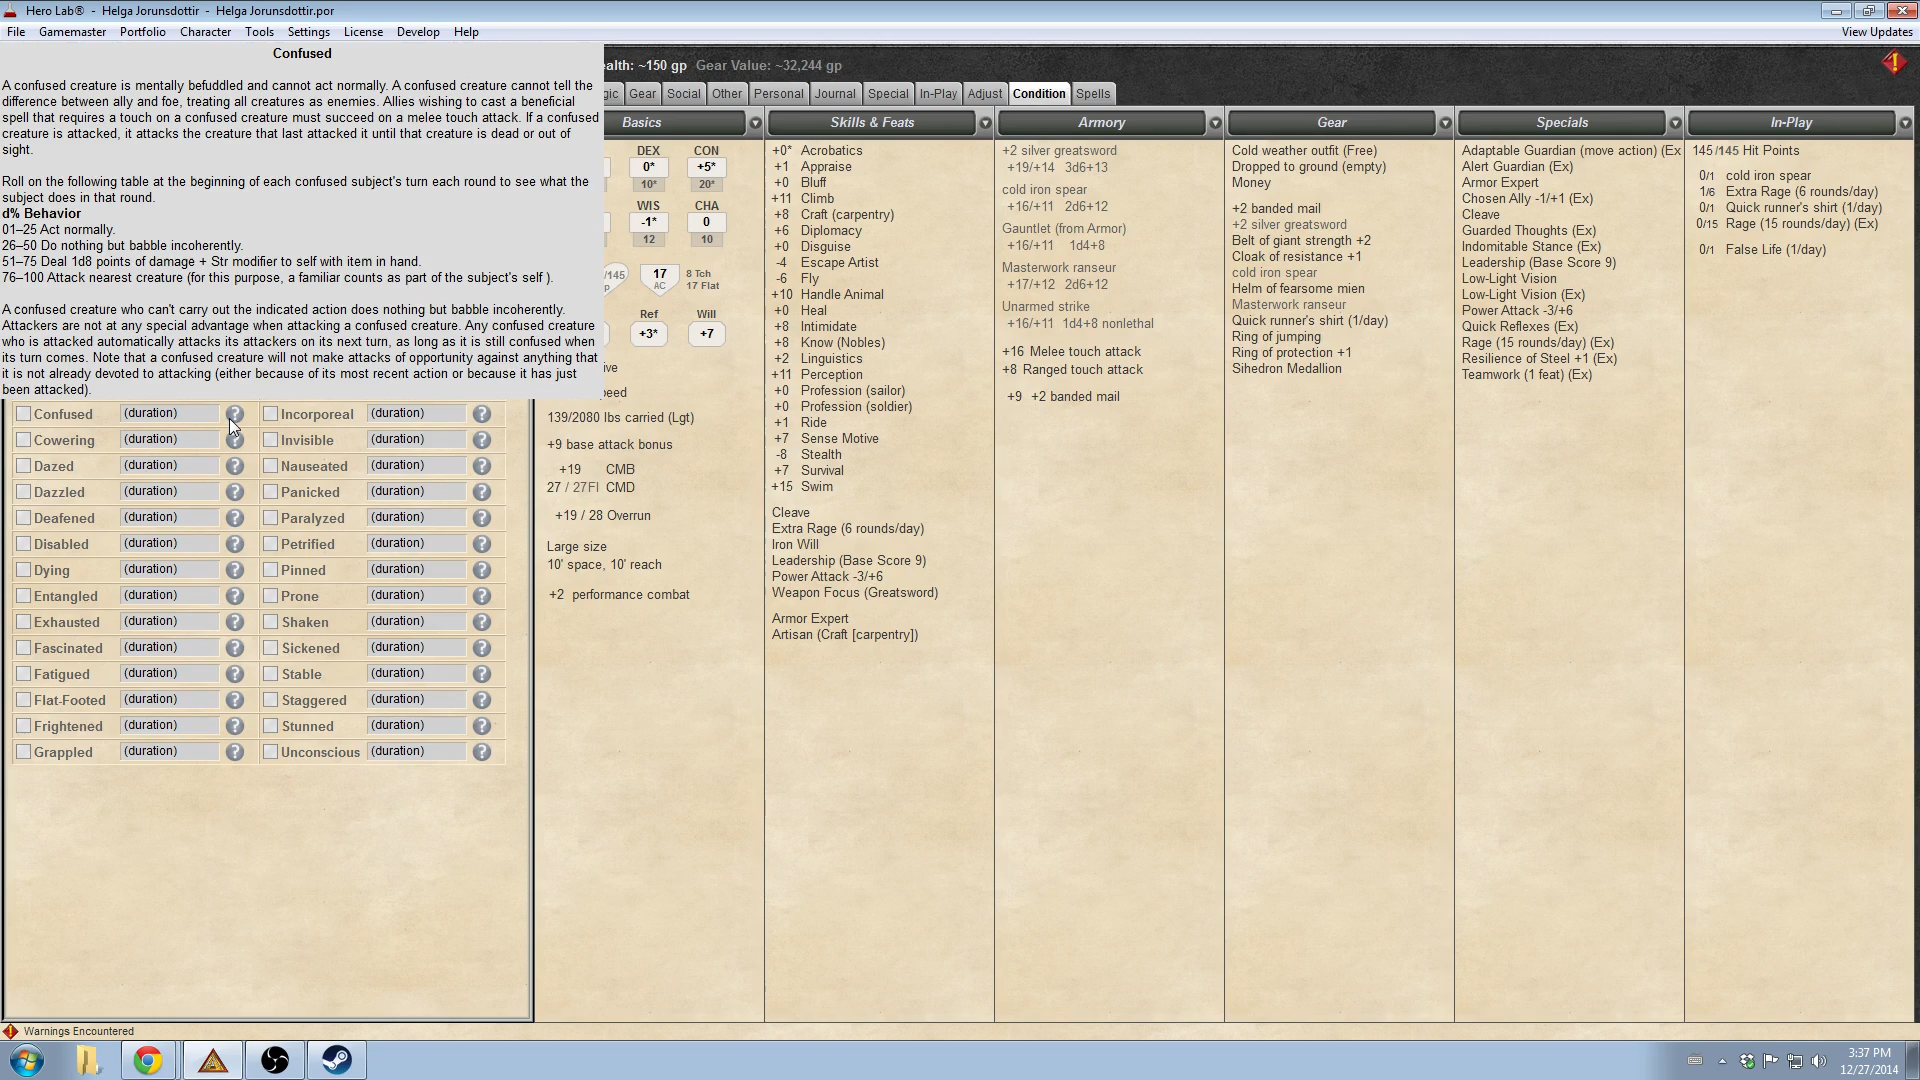 Hero Lab® - Helga Jorunsdottir - Helga Jorunsdottir.por
File Gamemaster Portfolio Character Tools Settings License Develop Help View Updates
Confused
A confused creature is mentally befuddled and cannot act normally. A confused creature cannot tell the
difference between ally and foe, treating all creatures as enemies. Allies wishing to cast a beneficial
spell that requires a touch on a confused creature must succeed on a melee touch attack. If a confused
creature is attacked, it attacks the creature that last attacked it until that creature is dead or out of
sight.
Roll on the following table at the beginning of each confused subject's turn each round to see what the
subject does in that round.
d% Behavior
01–25 Act normally.
26–50 Do nothing but babble incoherently.
51–75 Deal 1d8 points of damage + Str modifier to self with item in hand.
76–100 Attack nearest creature (for this purpose, a familiar counts as part of the subject's self ).
A confused creature who can't carry out the indicated action does nothing but babble incoherently.
Attackers are not at any special advantage when attacking a confused creature. Any confused creature
who is attacked automatically attacks its attackers on its next turn, as long as it is still confused when
its turn comes. Note that a confused creature will not make attacks of opportunity against anything that
it is not already devoted to attacking (either because of its most recent action or because it has just
been attacked).
Confused (duration) ? Incorporeal (duration) ?
Cowering (duration) ? Invisible (duration) ?
Dazed (duration) ? Nauseated (duration) ?
Dazzled (duration) ? Panicked (duration) ?
Deafened (duration) ? Paralyzed (duration) ?
Disabled (duration) ? Petrified (duration) ?
Dying (duration) ? Pinned (duration) ?
Entangled (duration) ? Prone (duration) ?
Exhausted (duration) ? Shaken (duration) ?
Fascinated (duration) ? Sickened (duration) ?
Fatigued (duration) ? Stable (duration) ?
Flat-Footed (duration) ? Staggered (duration) ?
Frightened (duration) ? Stunned (duration) ?
Grappled (duration) ? Unconscious (duration) ?
ealth: ~150 gp Gear Value: ~32,244 gp
gic Gear Social Other Personal Journal Special In-Play Adjust Condition Spells
Basics
DEX CON
0* +5*
10* 20*
WIS CHA
-1* 0
12 10
/145 17 8 Tch
p AC 17 Flat
Ref Will
+3* +7
ive
peed
139/2080 lbs carried (Lgt)
+9 base attack bonus
+19 CMB
27 / 27Fl CMD
+19 / 28 Overrun
Large size
10' space, 10' reach
+2 performance combat
Skills & Feats
+0* Acrobatics
+1 Appraise
+0 Bluff
+11 Climb
+8 Craft (carpentry)
+6 Diplomacy
+0 Disguise
-4 Escape Artist
-6 Fly
+10 Handle Animal
+0 Heal
+8 Intimidate
+8 Know (Nobles)
+2 Linguistics
+11 Perception
+0 Profession (sailor)
+0 Profession (soldier)
+1 Ride
+7 Sense Motive
-8 Stealth
+7 Survival
+15 Swim
Cleave
Extra Rage (6 rounds/day)
Iron Will
Leadership (Base Score 9)
Power Attack -3/+6
Weapon Focus (Greatsword)
Armor Expert
Artisan (Craft [carpentry])
Armory
+2 silver greatsword
+19/+14 3d6+13
cold iron spear
+16/+11 2d6+12
Gauntlet (from Armor)
+16/+11 1d4+8
Masterwork ranseur
+17/+12 2d6+12
Unarmed strike
+16/+11 1d4+8 nonlethal
+16 Melee touch attack
+8 Ranged touch attack
+9 +2 banded mail
Gear
Cold weather outfit (Free)
Dropped to ground (empty)
Money
+2 banded mail
+2 silver greatsword
Belt of giant strength +2
Cloak of resistance +1
cold iron spear
Helm of fearsome mien
Masterwork ranseur
Quick runner's shirt (1/day)
Ring of jumping
Ring of protection +1
Sihedron Medallion
Specials
Adaptable Guardian (move action) (Ex
Alert Guardian (Ex)
Armor Expert
Chosen Ally -1/+1 (Ex)
Cleave
Guarded Thoughts (Ex)
Indomitable Stance (Ex)
Leadership (Base Score 9)
Low-Light Vision
Low-Light Vision (Ex)
Power Attack -3/+6
Quick Reflexes (Ex)
Rage (15 rounds/day) (Ex)
Resilience of Steel +1 (Ex)
Teamwork (1 feat) (Ex)
In-Play
145/145 Hit Points
0/1 cold iron spear
1/6 Extra Rage (6 rounds/day)
0/1 Quick runner's shirt (1/day)
0/15 Rage (15 rounds/day) (Ex)
0/1 False Life (1/day)
Warnings Encountered
3:37 PM
12/27/2014